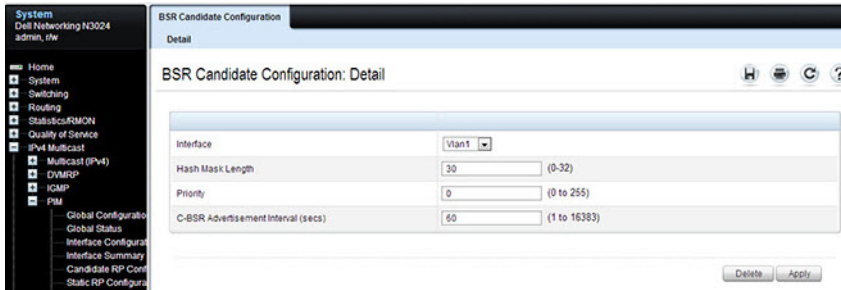 System
Dell Networking N3024
admin, r/w
Home
System
Switching
Routing
Statistics/RMON
Quality of Service
IPv4 Multicast
Multicast (IPv4)
DVMRP
IGMP
PIM
Global Configuratio
Global Status
Interface Configurat
Interface Summary
Candidate RP Conf
Static RP Configura
BSR Candidate Configuration
Detail
BSR Candidate Configuration: Detail
?
Interface Vlan1
Hash Mask Length 30 (0-32)
Priority 0 (0 to 255)
C-BSR Advertisement Interval (secs) 60 (1 to 16383)
Delete Apply